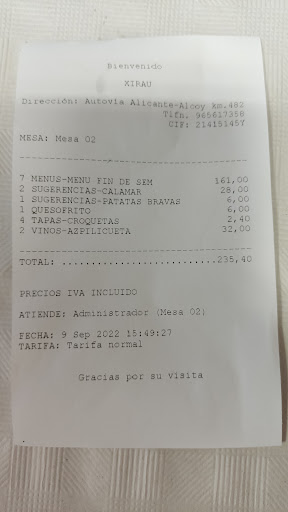 Bienvenido
XIRAU
Dirección: Autovía Alicante-Alcoy km.482
Tlfn. 965617358
CIF: 21415145Y
MESA: Mesa 02
7 MENUS-MENU FIN DE SEM 161,00
2 SUGERENCIAS-CALAMAR 28,00
1 SUGERENCIAS-PATATAS BRAVAS 6,00
1 QUESOFRITO 6,00
4 TAPAS-CROQUETAS 2,40
2 VINOS-AZPILICUETA 32,00
TOTAL: ...........................235,40
PRECIOS IVA INCLUIDO
ATIENDE: Administrador (Mesa 02)
FECHA: 9 Sep 2022 15:49:27
TARIFA: Tarifa normal
Gracias por su visita